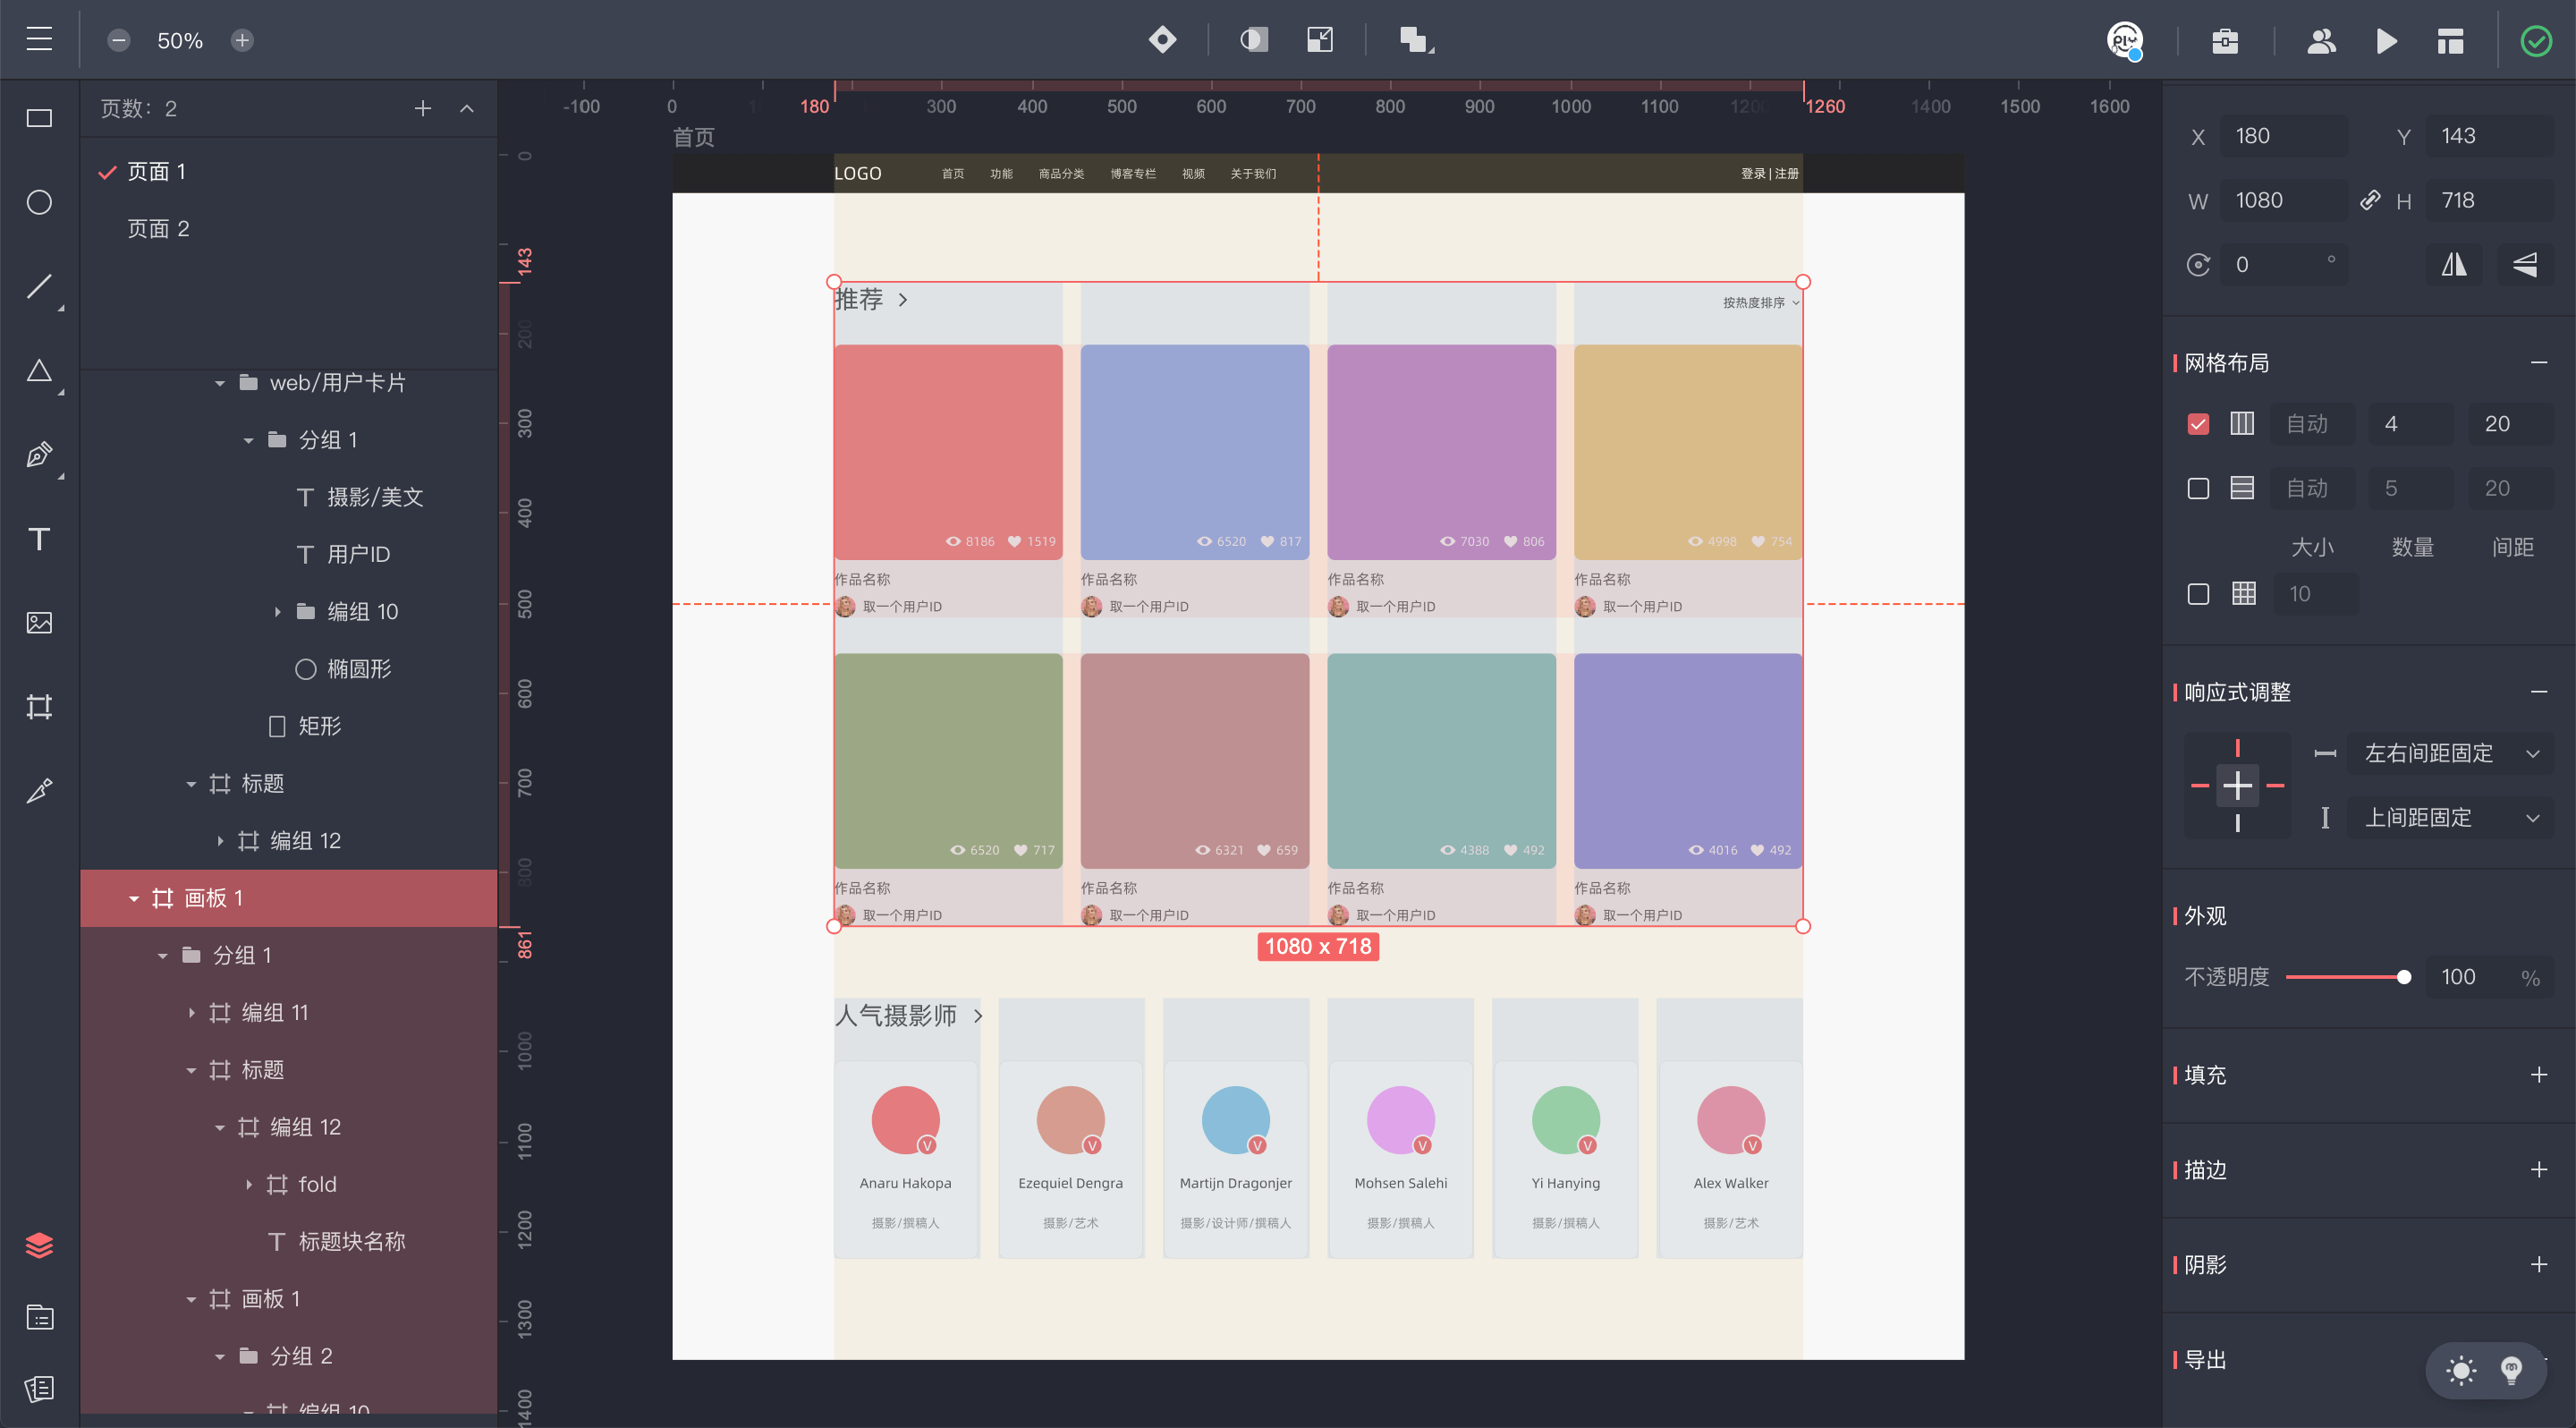 50%
页数：2
页面 1
页面 2
web/用户卡片
分组 1
摄影/美文
用户ID
编组 10
椭圆形
矩形
标题
编组 12
画板 1
分组 1
编组 11
标题
编组 12
fold
标题块名称
画板 1
分组 2
编组 10
-100 0 180 300 400 500 600 700 800 900 1000 1100 1200 1260 1400 1500 1600
0
143
200
300
400
500
600
700
800
861
1000
1100
1200
1300
1400
首页
LOGO 首页 功能 商品分类 博客专栏 视频 关于我们 登录 | 注册
推荐 按热度排序
8186 1519 6520 817 7030 806 4998 754
作品名称 作品名称 作品名称 作品名称
取一个用户ID 取一个用户ID 取一个用户ID 取一个用户ID
6520 717 6321 659 4388 492 4016 492
作品名称 作品名称 作品名称 作品名称
取一个用户ID 取一个用户ID 取一个用户ID 取一个用户ID
1080 x 718
人气摄影师
V V V V V V
Anaru Hakopa Ezequiel Dengra Martijn Dragonjer Mohsen Salehi Yi Hanying Alex Walker
摄影/撰稿人 摄影/艺术 摄影/设计师/撰稿人 摄影/撰稿人 摄影/撰稿人 摄影/艺术
X 180 Y 143
W 1080 H 718
0 °
网格布局
自动 4 20
自动 5 20
大小 数量 间距
10
响应式调整
左右间距固定
上间距固定
外观
不透明度 100 %
填充
描边
阴影
导出